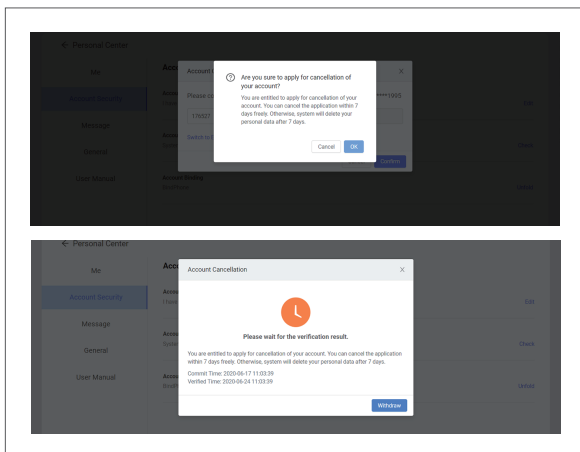 ← Personal Center
Me
Account Security
Message
General
User Manual
Are you sure to apply for cancellation of
your account?
You are entitled to apply for cancellation of your
account. You can cancel the application within 7
days freely. Otherwise, system will delete your
personal data after 7 days.
Cancel
OK
Please
****1905
X
Confirm
Account Binding
Edit
Check
Unbind
← Personal Center
Me
Account Security
Message
General
User Manual
Account Cancellation
X
Please wait for the verification result.
You are entitled to apply for cancellation of your account. You can cancel the application
within 7 days freely. Otherwise, system will delete your personal data after 7 days.
Commit Time: 2020-06-17 11:03:39
Verified Time: 2020-06-24 11:03:39
Withdraw
Edit
Check
Unbind